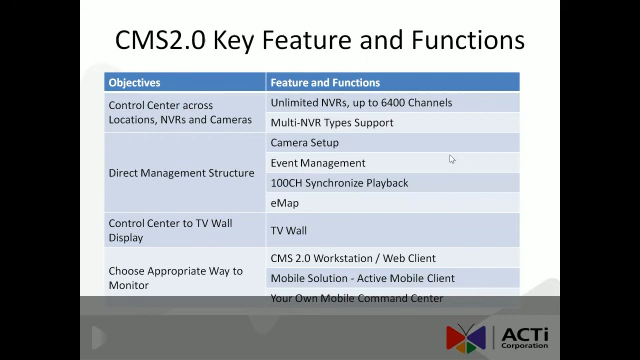 CMS2.0 Key Feature and Functions
Objectives
Feature and Functions
Control Center across
Locations, NVRs and Cameras
Unlimited NVRs, up to 6400 Channels
Multi-NVR Types Support
Direct Management Structure
Camera Setup
Event Management
100CH Synchronize Playback
eMap
Control Center to TV Wall
Display
TV Wall
Choose Appropriate Way to
Monitor
CMS 2.0 Workstation / Web Client
Mobile Solution - Active Mobile Client
Your Own Mobile Command Center
ACTi
Corporation